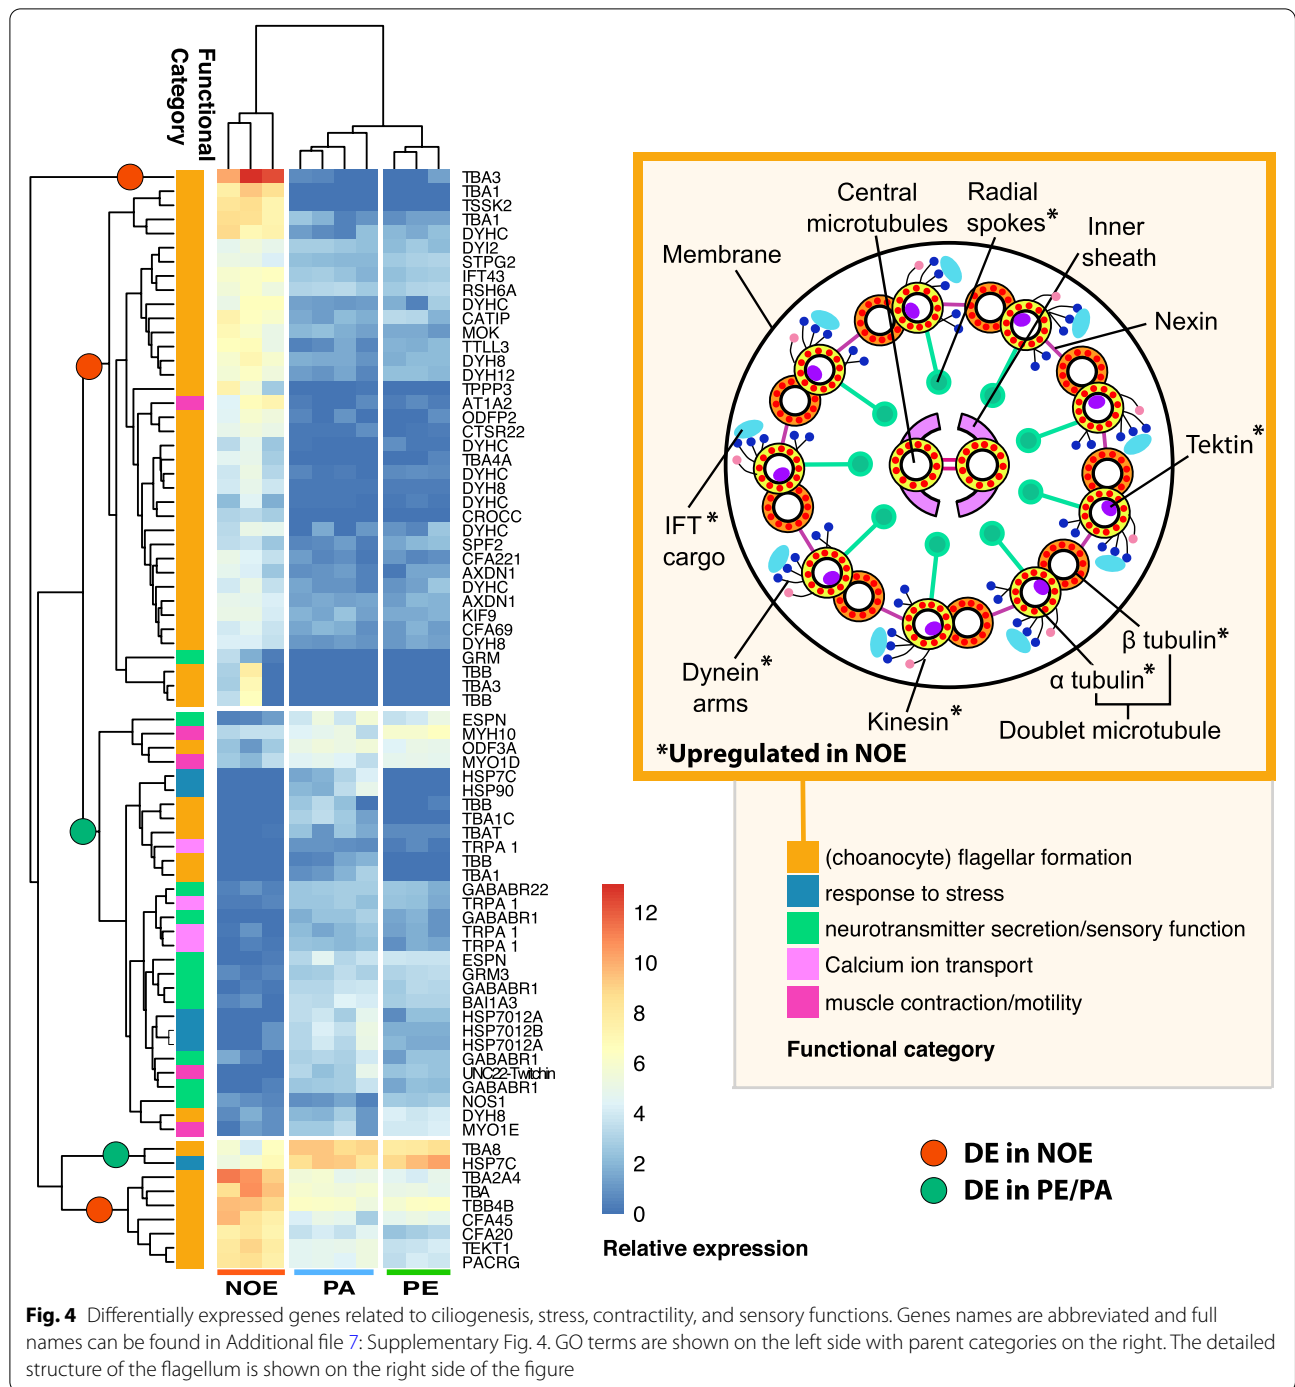 Functional
Category
TBA3
TBA1
TSSK2
TBA1
DYHC
DYI2
STPG2
IFT43
RSH6A
DYHC
CATIP
MOK
TTLL3
DYH8
DYH12
TPPP3
AT1A2
ODFP2
CTSR22
DYHC
TBA4A
DYHC
DYH8
DYHC
CROCC
DYHC
SPF2
CFA221
AXDN1
DYHC
AXDN1
KIF9
CFA69
DYH8
GRM
TBB
TBA3
TBB
ESPN
MYH10
ODF3A
MYO1D
HSP7C
HSP90
TBB
TBA1C
TBAT
TRPA 1
TBB
TBA1
GABABR22
TRPA 1
GABABR1
TRPA 1
TRPA 1
ESPN
GRM3
GABABR1
BAI1A3
HSP7012A
HSP7012B
HSP7012A
GABABR1
UNC22-Twitchin
GABABR1
NOS1
DYH8
MYO1E
TBA8
HSP7C
TBA2A4
TBA
TBB4B
CFA45
CFA20
TEKT1
PACRG
NOE
PA
PE
12
10
8
6
4
2
0
Relative expression
Central
microtubules
Radial
spokes*
Inner
sheath
Membrane
Nexin
Tektin*
IFT*
cargo
β tubulin*
α tubulin*
Dynein*
arms
Kinesin*
Doublet microtubule
*Upregulated in NOE
(choanocyte) flagellar formation
response to stress
neurotransmitter secretion/sensory function
Calcium ion transport
muscle contraction/motility
Functional category
DE in NOE
DE in PE/PA
Fig. 4 Differentially expressed genes related to ciliogenesis, stress, contractility, and sensory functions. Genes names are abbreviated and full
names can be found in Additional file 7: Supplementary Fig. 4. GO terms are shown on the left side with parent categories on the right. The detailed
structure of the flagellum is shown on the right side of the figure